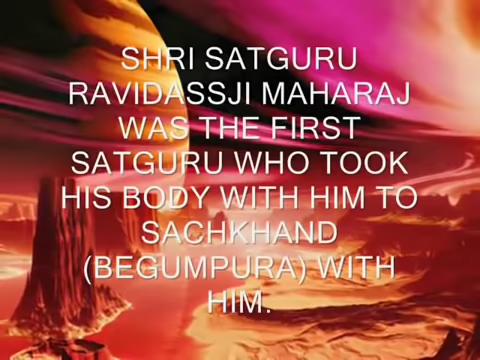 SHRI SATGURU
RAVIDASSJI MAHARAJ
WAS THE FIRST
SATGURU WHO TOOK
HIS BODY WITH HIM TO
SACHKHAND
(BEGUMPURA) WITH
HIM.